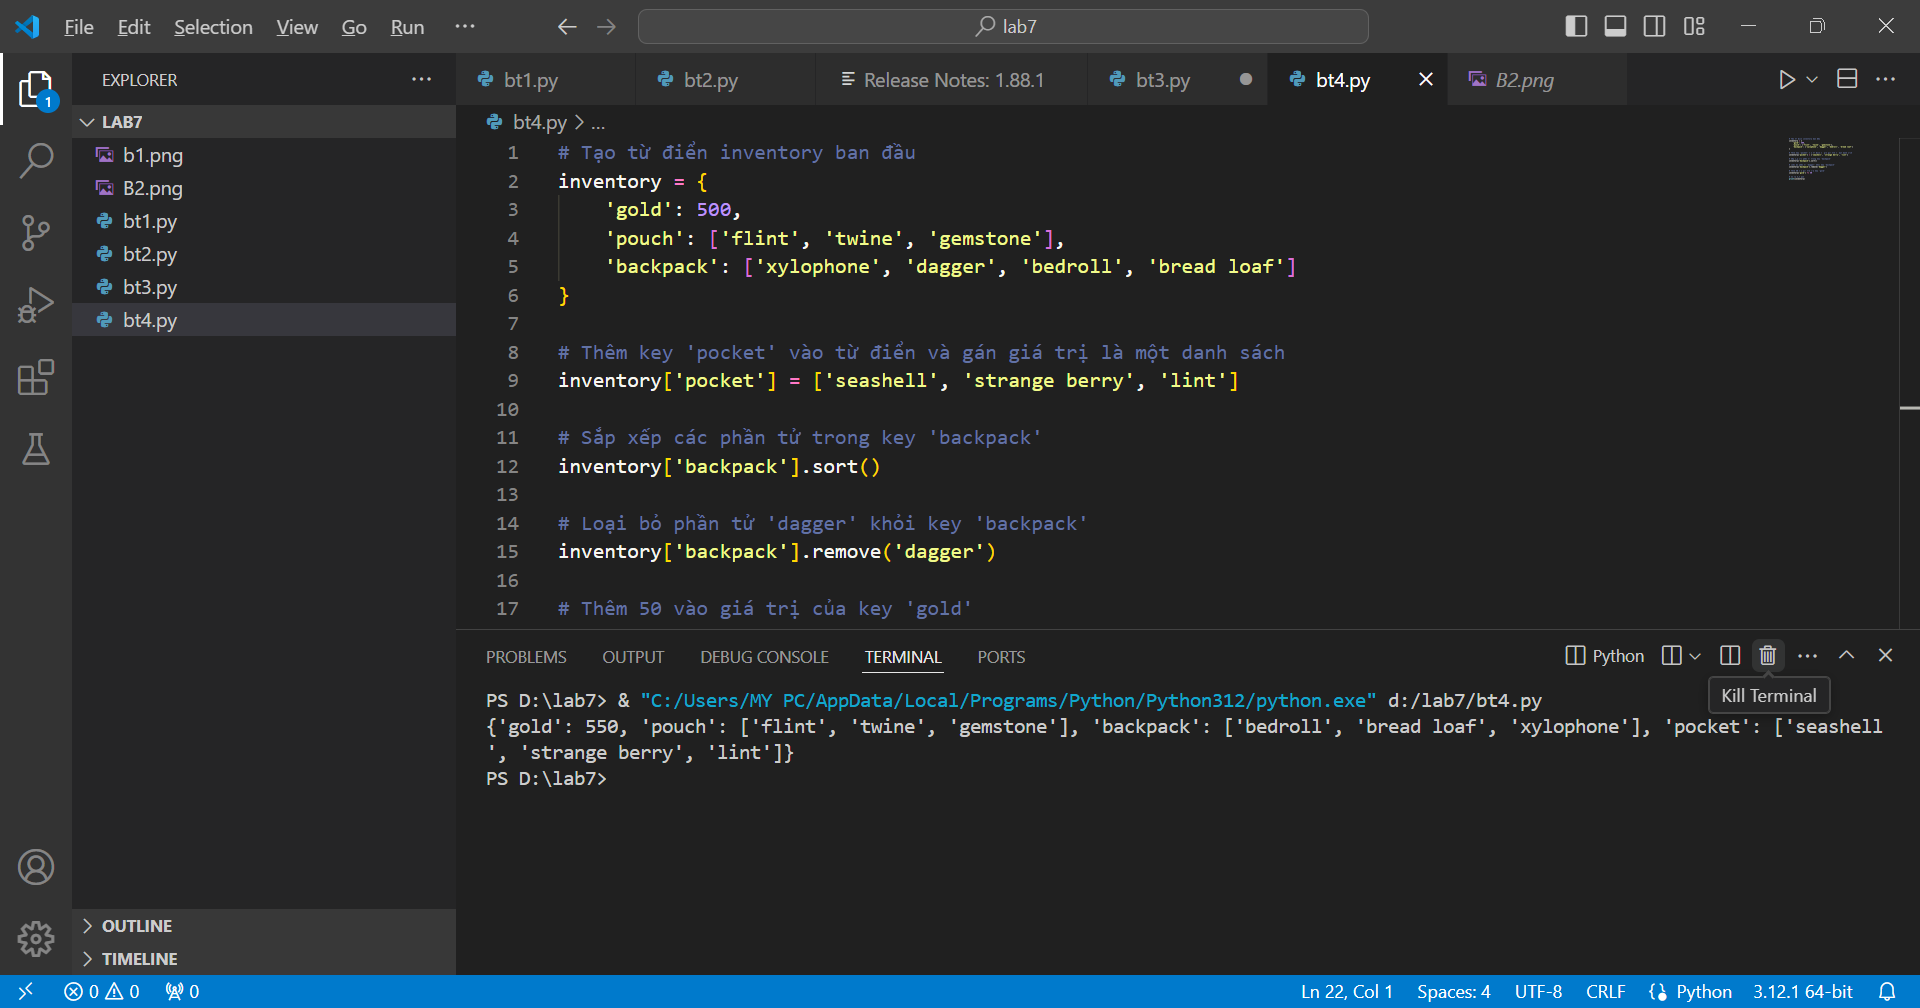 File Edit Selection View Go Run ··· lab7
EXPLORER ···
1
LAB7
b1.png
B2.png
bt1.py
bt2.py
bt3.py
bt4.py
OUTLINE
TIMELINE
bt1.py bt2.py Release Notes: 1.88.1 bt3.py bt4.py B2.png
bt4.py > ...
1 # Tạo từ điển inventory ban đầu
2 inventory = {
3 'gold': 500,
4 'pouch': ['flint', 'twine', 'gemstone'],
5 'backpack': ['xylophone', 'dagger', 'bedroll', 'bread loaf']
6 }
7
8 # Thêm key 'pocket' vào từ điển và gán giá trị là một danh sách
9 inventory['pocket'] = ['seashell', 'strange berry', 'lint']
10
11 # Sắp xếp các phần tử trong key 'backpack'
12 inventory['backpack'].sort()
13
14 # Loại bỏ phần tử 'dagger' khỏi key 'backpack'
15 inventory['backpack'].remove('dagger')
16
17 # Thêm 50 vào giá trị của key 'gold'
PROBLEMS OUTPUT DEBUG CONSOLE TERMINAL PORTS Python
Kill Terminal
PS D:\lab7> & "C:/Users/MY PC/AppData/Local/Programs/Python/Python312/python.exe" d:/lab7/bt4.py
{'gold': 550, 'pouch': ['flint', 'twine', 'gemstone'], 'backpack': ['bedroll', 'bread loaf', 'xylophone'], 'pocket': ['seashell
', 'strange berry', 'lint']}
PS D:\lab7>
0 0 0 Ln 22, Col 1 Spaces: 4 UTF-8 CRLF Python 3.12.1 64-bit